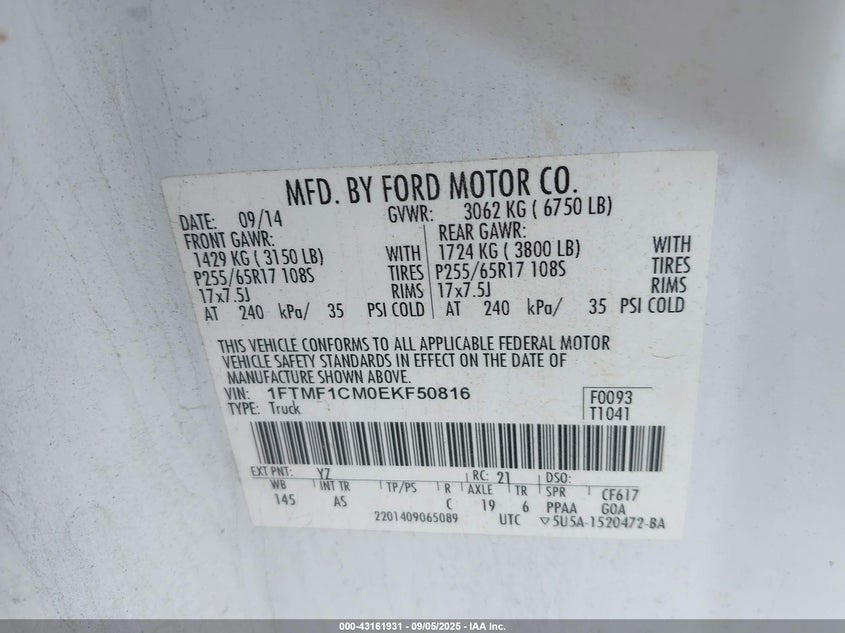 MFD. BY FORD MOTOR CO.
DATE: 09/14 GVWR: 3062 KG ( 6750 LB)
FRONT GAWR: REAR GAWR:
1429 KG ( 3150 LB) WITH 1724 KG ( 3800 LB) WITH
P255/65R17 108S TIRES P255/65R17 108S TIRES
17x7.5J RIMS 17x7.5J RIMS
AT 240 kPa/ 35 PSI COLD AT 240 kPa/ 35 PSI COLD
THIS VEHICLE CONFORMS TO ALL APPLICABLE FEDERAL MOTOR
VEHICLE SAFETY STANDARDS IN EFFECT ON THE DATE OF
MANUFACTURE SHOWN ABOVE.
VIN: 1FTMF1CM0EKF50816 F0093
TYPE: Truck T1041
EXT PNT: YZ RC: 21 DSO:
WB INT TR TP/PS R AXLE TR SPR CF617
145 AS C 19 6 PPAA GOA
2201409065089 UTC ▽5U5A-1520472-BA
000-43161931 - 09/05/2025 - IAA Inc.